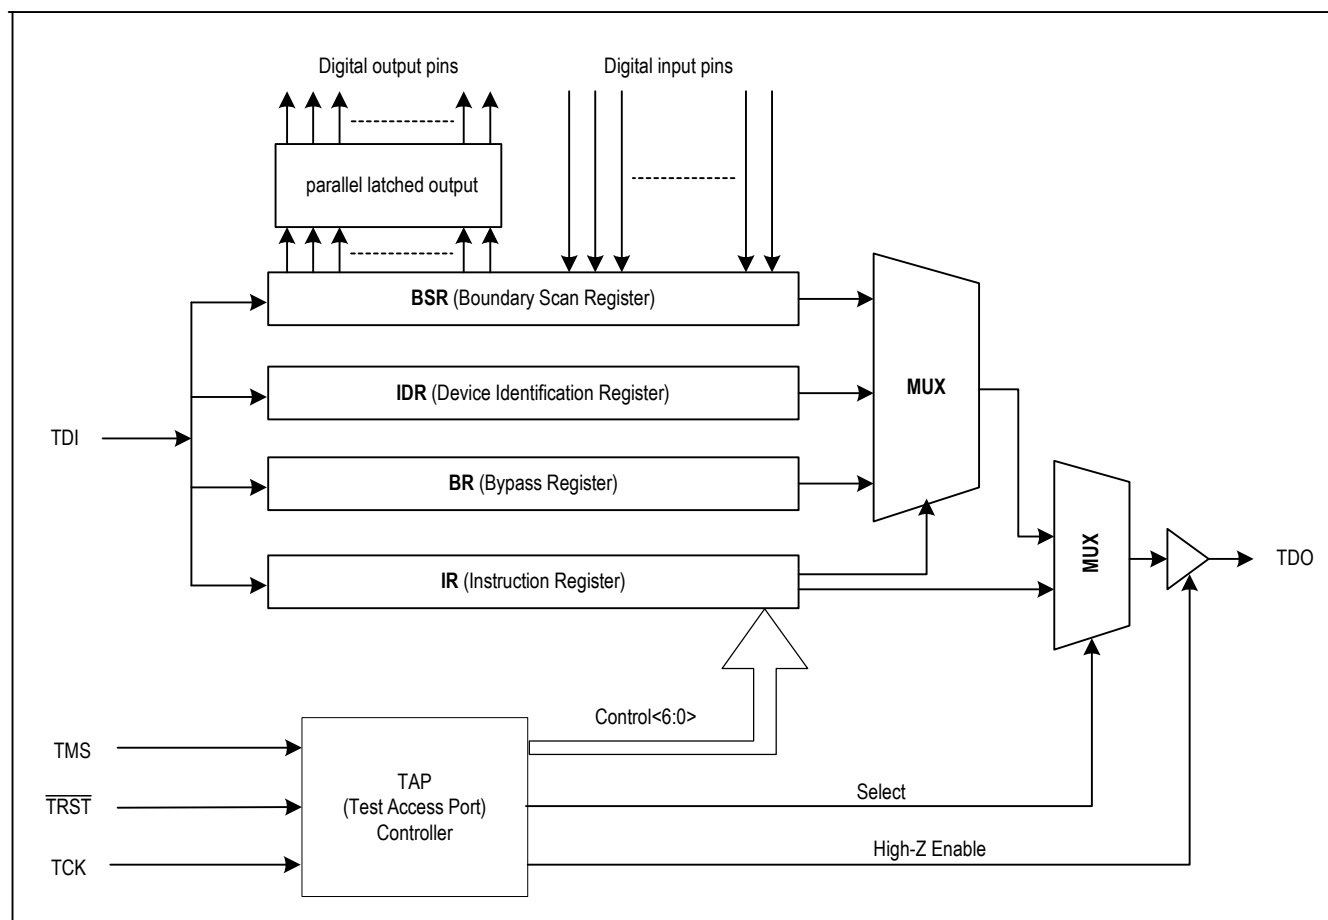 Digital output pins
Digital input pins
parallel latched output
BSR (Boundary Scan Register)
IDR (Device Identification Register)
MUX
TDI
BR (Bypass Register)
MUX
TDO
IR (Instruction Register)
Control<6:0>
TMS
TAP
(Test Access Port)
Controller
Select
T̅R̅S̅T̅
High-Z Enable
TCK